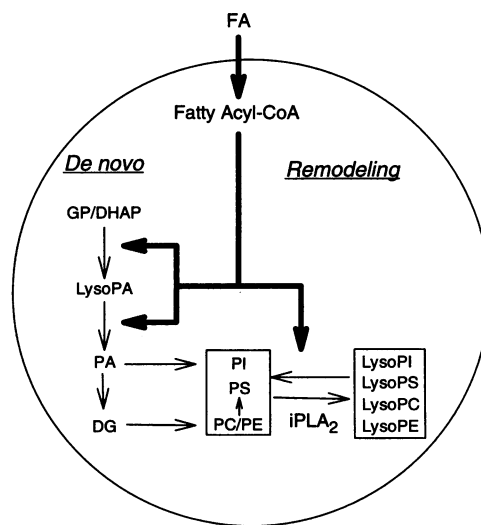 FA
Fatty Acyl-CoA
De novo
Remodeling
GP/DHAP
LysoPA
PA
DG
PI
PS
PC/PE
iPLA₂
LysoPI
LysoPS
LysoPC
LysoPE